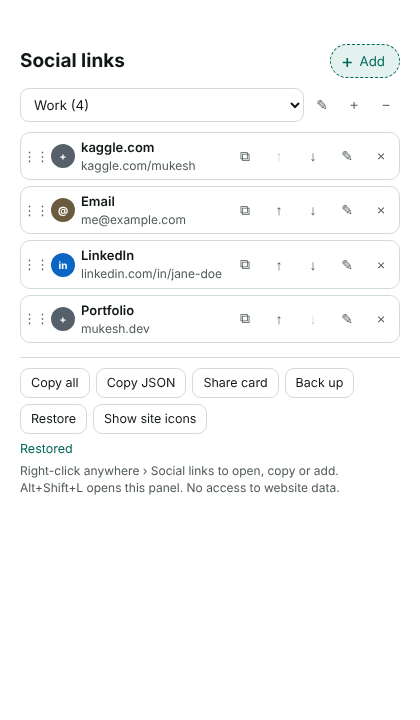 Social links
+ Add
Work (4)
kaggle.com
kaggle.com/mukesh
@
Email
me@example.com
in
LinkedIn
linkedin.com/in/jane-doe
Portfolio
mukesh.dev
Copy all
Copy JSON
Share card
Back up
Restore
Show site icons
Restored
Right-click anywhere › Social links to open, copy or add.
Alt+Shift+L opens this panel. No access to website data.